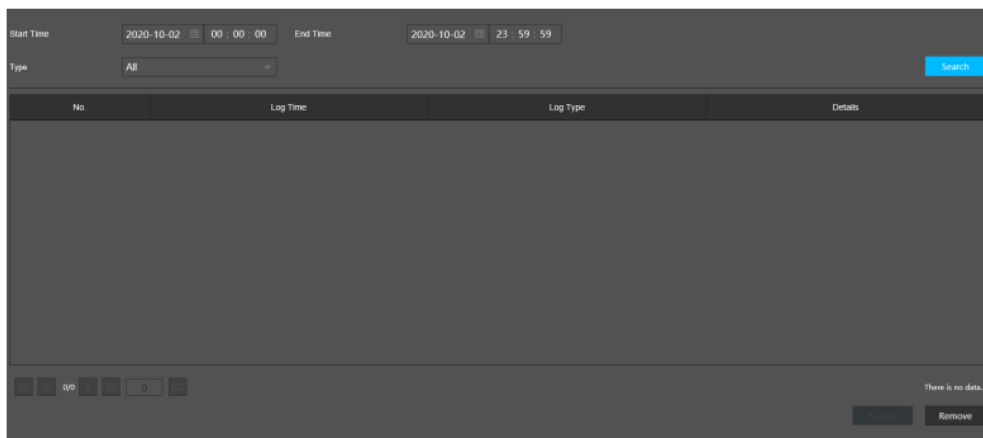 Start Time 2020-10-02 00 : 00 : 00 End Time 2020-10-02 23 : 59 : 59
Type All Search
No. Log Time Log Type Details
<< < 0/0 > >> 0
There is no data.
Remove